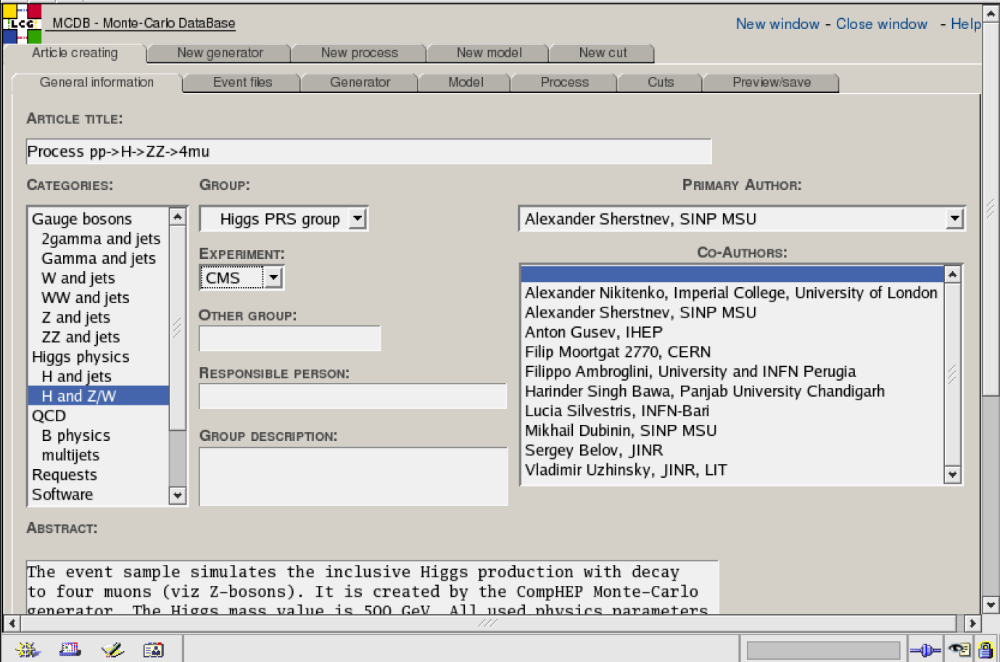 LCG MCDB - Monte-Carlo DataBase
New window - Close window - Help
Article creating New generator New process New model New cut
General information Event files Generator Model Process Cuts Preview/save
ARTICLE TITLE:
Process pp->H->ZZ->4mu
CATEGORIES:
Gauge bosons
2gamma and jets
Gamma and jets
W and jets
WW and jets
Z and jets
ZZ and jets
Higgs physics
H and jets
H and Z/W
QCD
B physics
multijets
Requests
Software
GROUP:
Higgs PRS group
EXPERIMENT:
CMS
OTHER GROUP:
RESPONSIBLE PERSON:
GROUP DESCRIPTION:
PRIMARY AUTHOR:
Alexander Sherstnev, SINP MSU
CO-AUTHORS:
Alexander Nikitenko, Imperial College, University of London
Alexander Sherstnev, SINP MSU
Anton Gusev, IHEP
Filip Moortgat 2770, CERN
Filippo Ambroglini, University and INFN Perugia
Harinder Singh Bawa, Panjab University Chandigarh
Lucia Silvestris, INFN-Bari
Mikhail Dubinin, SINP MSU
Sergey Belov, JINR
Vladimir Uzhinsky, JINR, LIT
ABSTRACT:
The event sample simulates the inclusive Higgs production with decay
to four muons (viz Z-bosons). It is created by the CompHEP Monte-Carlo
generator. The Higgs mass value is 500 GeV. All used physics parameters